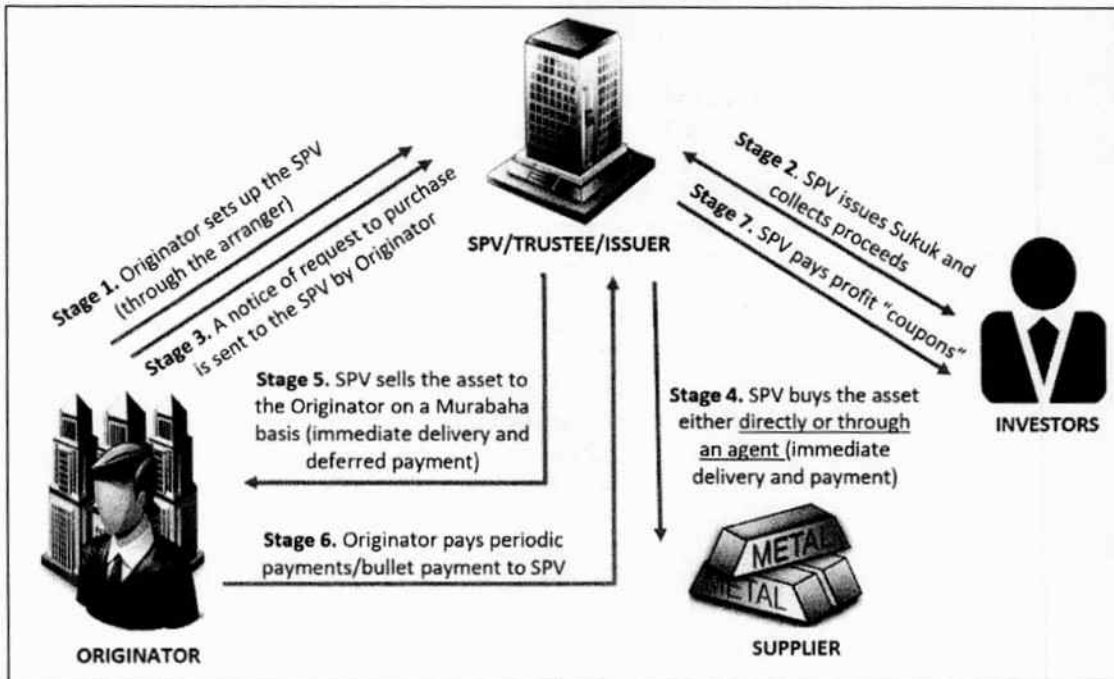 Stage 1. Originator sets up the SPV
(through the arranger)
Stage 3. A notice of request to purchase
is sent to the SPV by Originator
SPV/TRUSTEE/ISSUER
Stage 2. SPV issues Sukuk and
collects proceeds
Stage 7. SPV pays profit "coupons"
Stage 5. SPV sells the asset to
the Originator on a Murabaha
basis (immediate delivery and
deferred payment)
Stage 4. SPV buys the asset
either directly or through
an agent (immediate
delivery and payment)
INVESTORS
Stage 6. Originator pays periodic
payments/bullet payment to SPV
METAL
METAL
ORIGINATOR
SUPPLIER